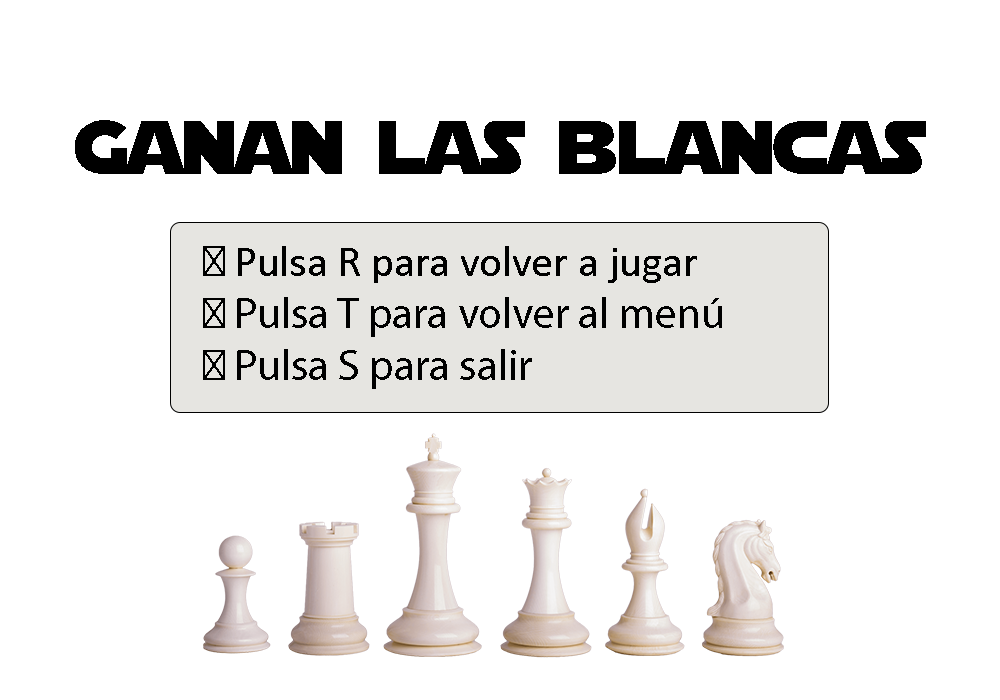 GANAN LAS BLANCAS
Pulsa R para volver a jugar
Pulsa T para volver al menú
Pulsa S para salir